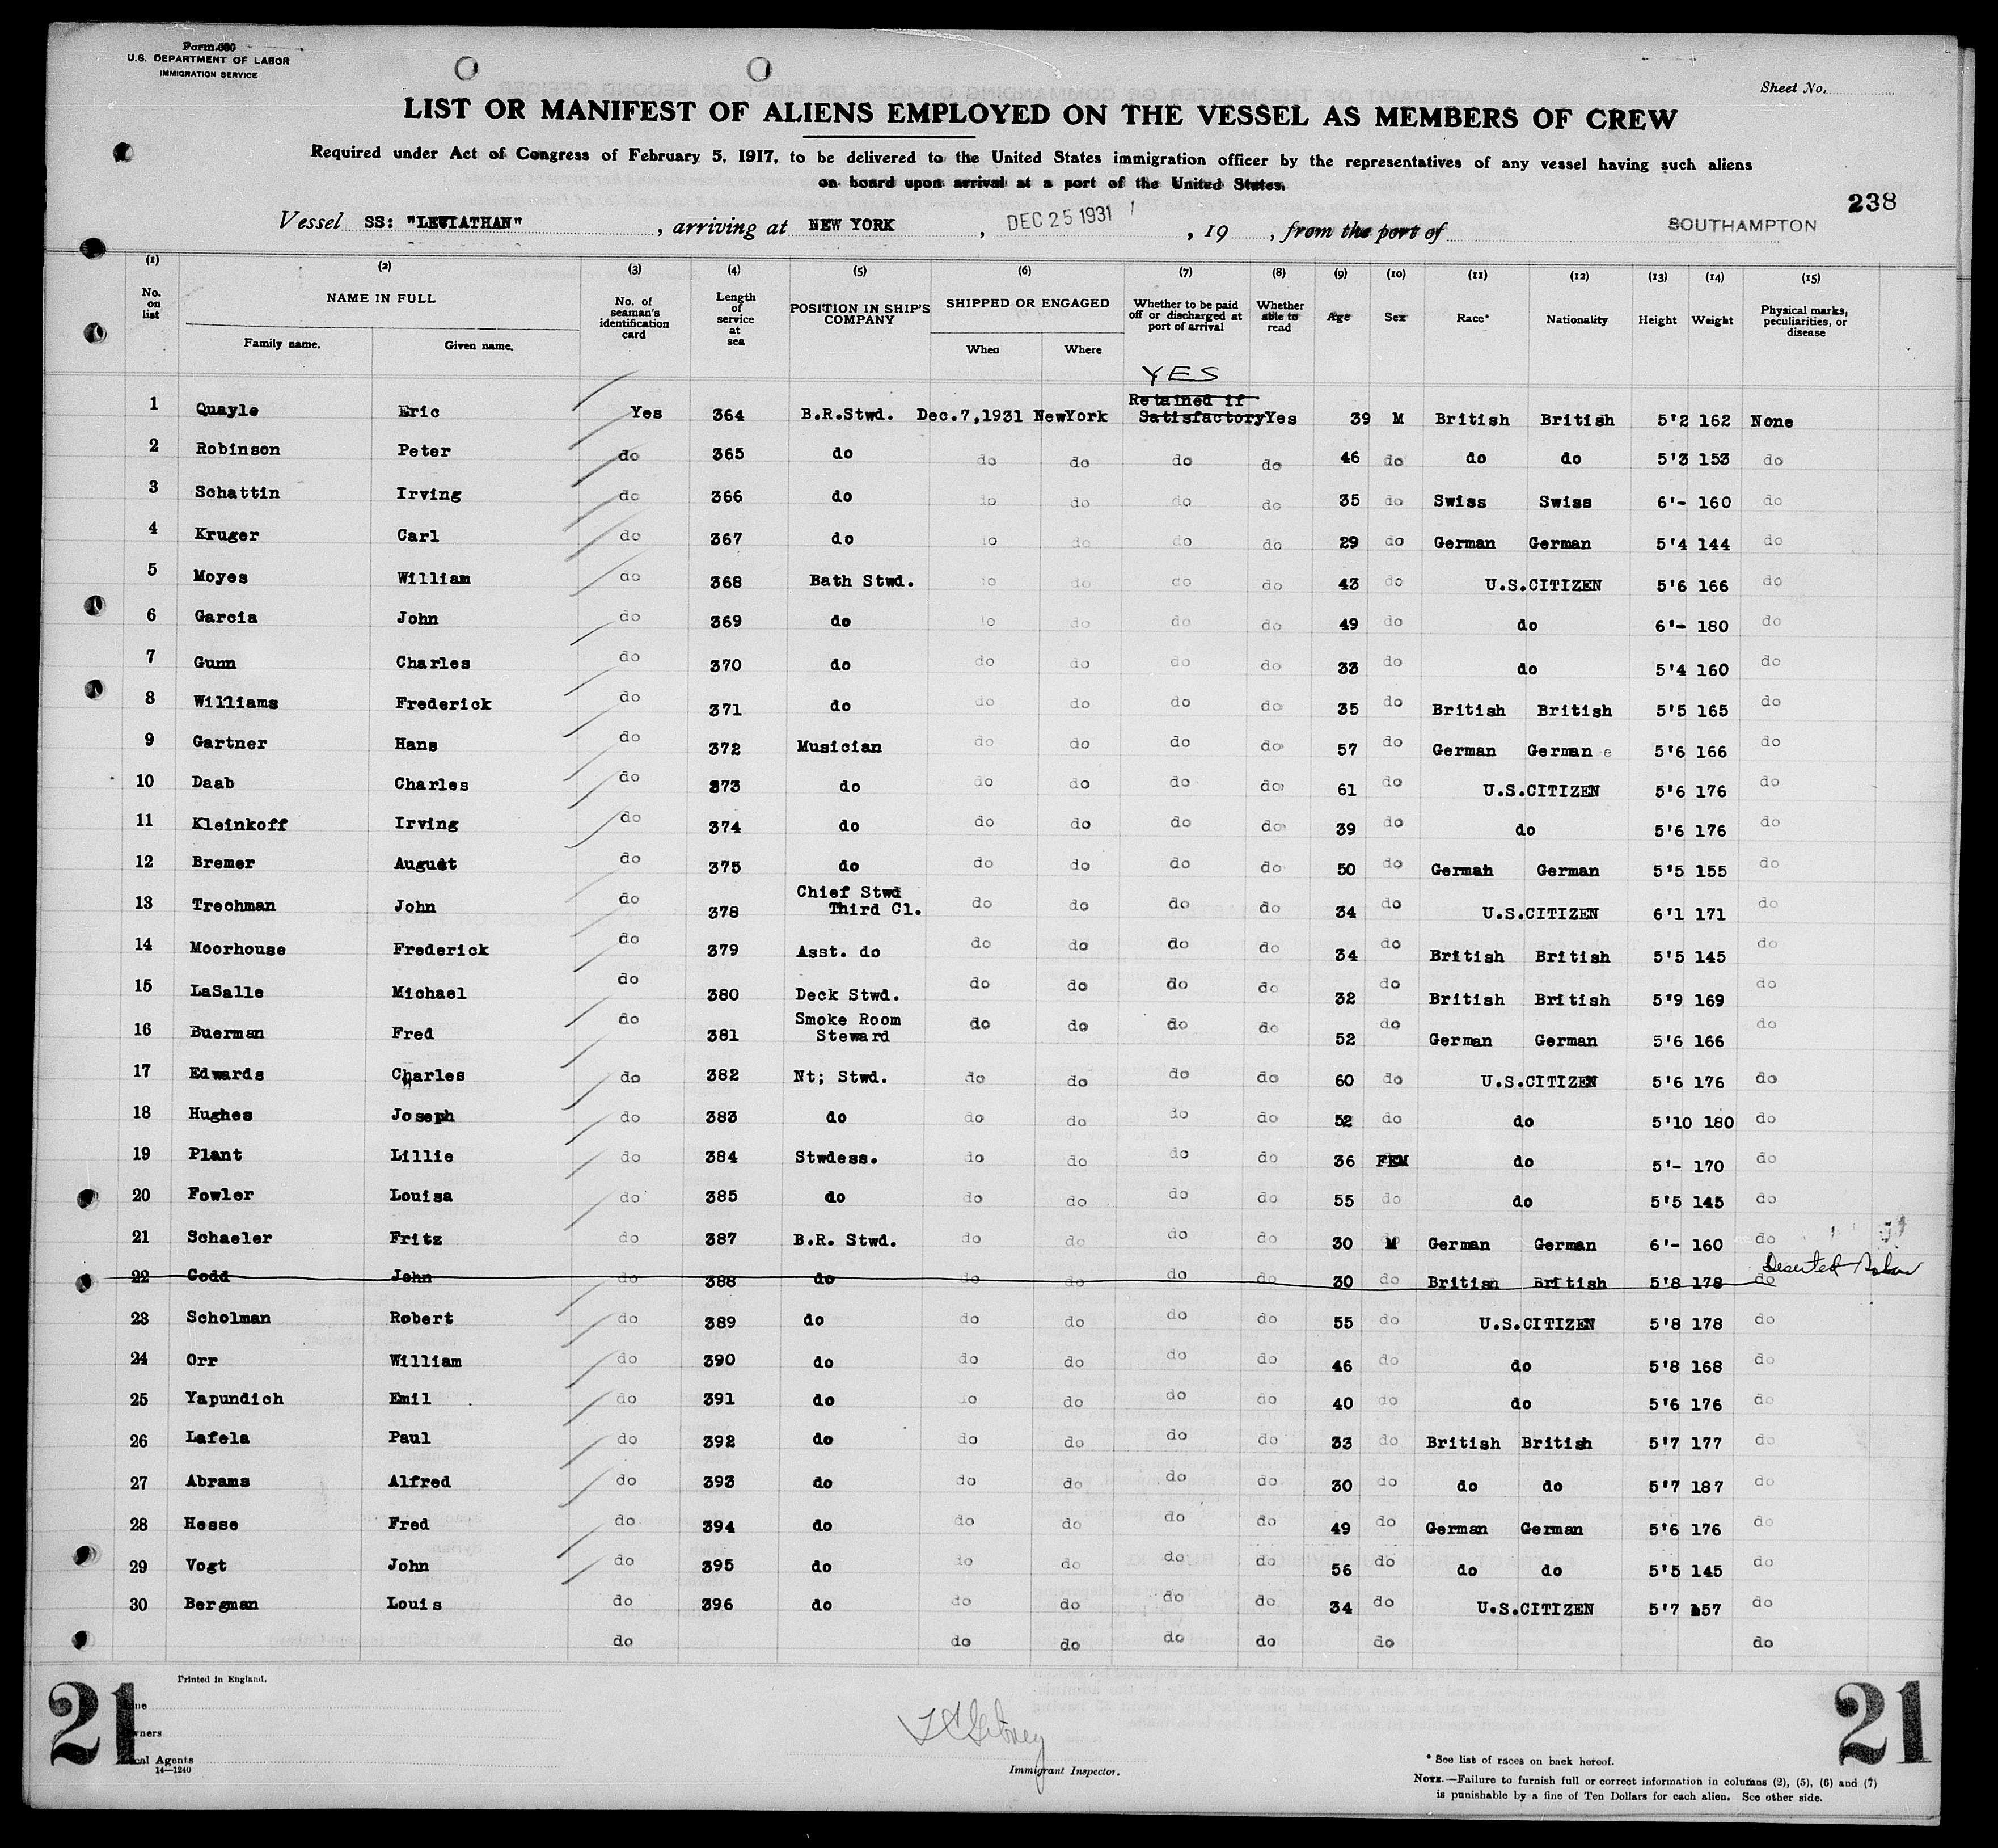 Form 680
U.S. DEPARTMENT OF LABOR
IMMIGRATION SERVICE
Sheet No.
LIST OR MANIFEST OF ALIENS EMPLOYED ON THE VESSEL AS MEMBERS OF CREW
Required under Act of Congress of February 5, 1917, to be delivered to the United States immigration officer by the representatives of any vessel having such aliens
on board upon arrival at a port of the United States.
238
Vessel SS: "LEVIATHAN" , arriving at NEW YORK , DEC 25 1931 , 19 , from the port of SOUTHAMPTON
(1) (2) (3) (4) (5) (6) (7) (8) (9) (10) (11) (12) (13) (14) (15)
No. on list NAME IN FULL Family name. Given name. No. of seaman's identification card Length of service at sea POSITION IN SHIP'S COMPANY SHIPPED OR ENGAGED When Where Whether to be paid off or discharged at port of arrival Whether able to read Age Sex Race* Nationality Height Weight Physical marks, peculiarities, or disease
YES
Retained if
1 Quayle Eric Yes 364 B.R.Stwd. Dec.7,1931 NewYork Satisfactory Yes 39 M British British 5'2 162 None
2 Robinson Peter do 365 do do do do do 46 do do do 5'3 153 do
3 Schattin Irving do 366 do do do do do 35 do Swiss Swiss 6'- 160 do
4 Kruger Carl do 367 do do do do do 29 do German German 5'4 144 do
5 Moyes William do 368 Bath Stwd. do do do do 43 do U.S.CITIZEN 5'6 166 do
6 Garcia John do 369 do do do do do 49 do do 6'- 180 do
7 Gunn Charles do 370 do do do do do 33 do do 5'4 160 do
8 Williams Frederick do 371 do do do do do 35 do British British 5'5 165 do
9 Gartner Hans do 372 Musician do do do do 57 do German German e 5'6 166 do
10 Daab Charles do 373 do do do do do 61 do U.S.CITIZEN 5'6 176 do
11 Kleinkoff Irving do 374 do do do do do 39 do do 5'6 176 do
12 Bremer August do 375 do do do do do 50 do German German 5'5 155 do
13 Trechman John do 378 Chief Stwd Third Cl. do do do do 34 do U.S.CITIZEN 6'1 171 do
14 Moorhouse Frederick do 379 Asst. do do do do do 34 do British British 5'5 145 do
15 LaSalle Michael do 380 Deck Stwd. do do do do 32 do British British 5'9 169 do
16 Buerman Fred do 381 Smoke Room Steward do do do do 52 do German German 5'6 166 do
17 Edwards Charles do 382 Nt; Stwd. do do do do 60 do U.S.CITIZEN 5'6 176 do
18 Hughes Joseph do 383 do do do do do 52 do do 5'10 180 do
19 Plant Lillie do 384 Stwdess. do do do do 36 FEM do 5'- 170 do
20 Fowler Louisa do 385 do do do do do 55 do do 5'5 145 do
21 Schaeler Fritz do 387 B.R. Stwd. do do do do 30 M German German 6'- 160 do
22 Codd John do 388 do do do do do 30 do British British 5'8 178 do Deserted
23 Scholman Robert do 389 do do do do do 55 do U.S.CITIZEN 5'8 178 do
24 Orr William do 390 do do do do do 46 do do 5'8 168 do
25 Yapundich Emil do 391 do do do do do 40 do do 5'6 176 do
26 Lafela Paul do 392 do do do do do 33 do British British 5'7 177 do
27 Abrams Alfred do 393 do do do do do 30 do do do 5'7 187 do
28 Hesse Fred do 394 do do do do do 49 do German German 5'6 176 do
29 Vogt John do 395 do do do do do 56 do do do 5'5 145 do
30 Bergman Louis do 396 do do do do do 34 do U.S.CITIZEN 5'7 157 do
do do do do do do do
21 21
Printed in England.
Local Agents
14—1240
Immigrant Inspector.
* See list of races on back hereof.
NOTE.—Failure to furnish full or correct information in columns (2), (5), (6) and (7)
is punishable by a fine of Ten Dollars for each alien. See other side.